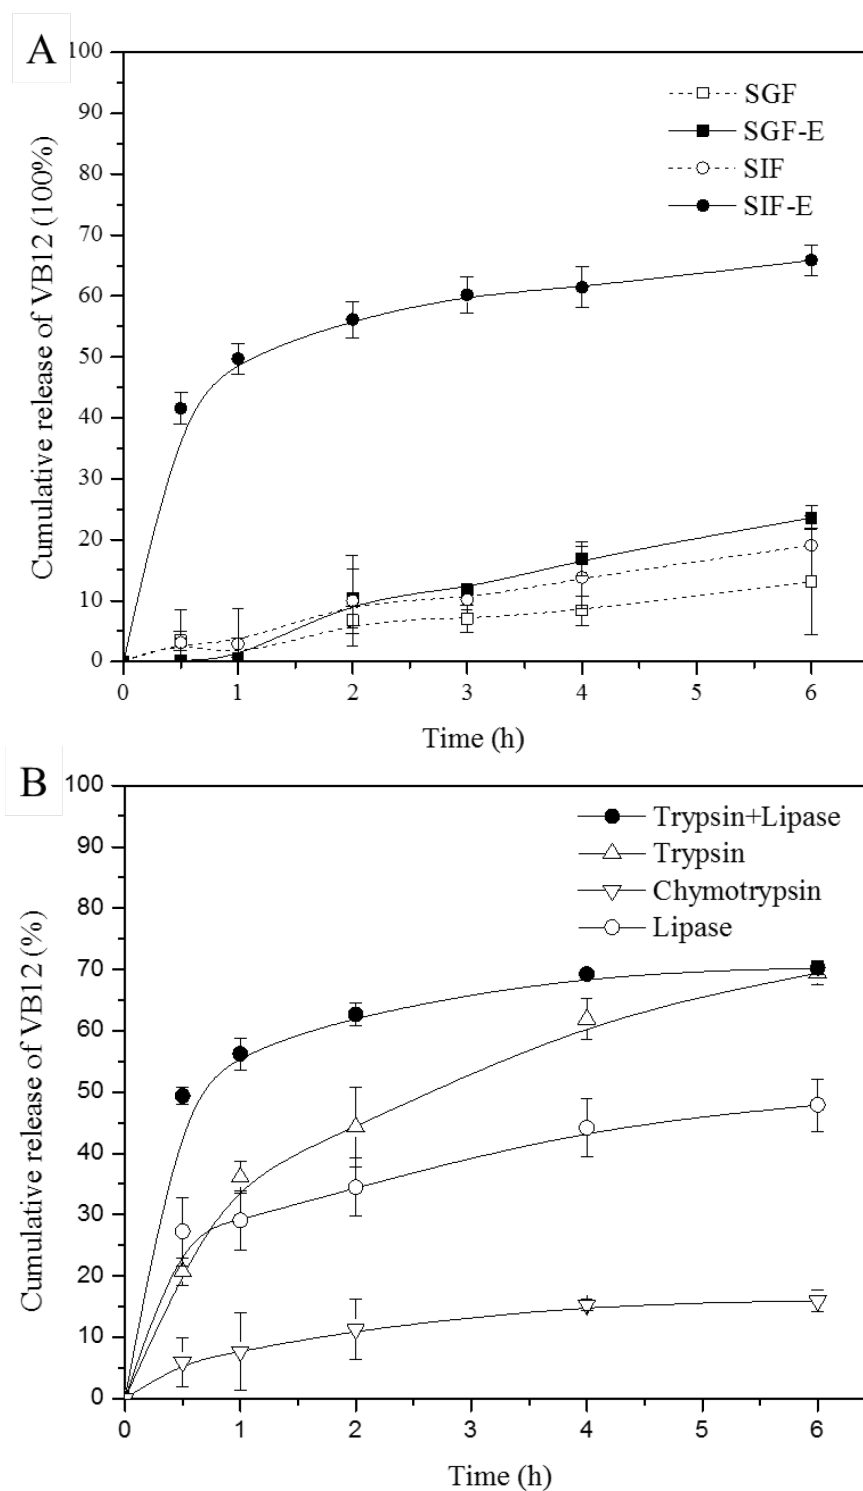 A
100
90
80
70
60
50
40
30
20
10
0
Cumulative release of VB12 (100%)
SGF
SGF-E
SIF
SIF-E
0 1 2 3 4 5 6
Time (h)
B
100
90
80
70
60
50
40
30
20
10
0
Cumulative release of VB12 (%)
Trypsin+Lipase
Trypsin
Chymotrypsin
Lipase
0 1 2 3 4 5 6
Time (h)